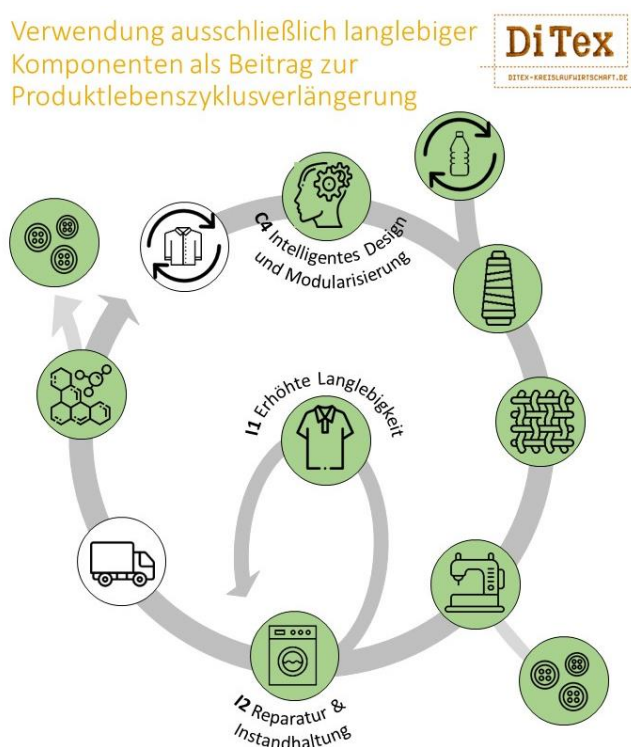 Verwendung ausschließlich langlebiger
Komponenten als Beitrag zur
Produktlebenszyklusverlängerung
DiTex
DITEX-KREISLAUFWIRTSCHAFT.DE
C4 Intelligentes Design
und Modularisierung
I1 Erhöhte Langlebigkeit
I2 Reparatur &
Instandhaltung